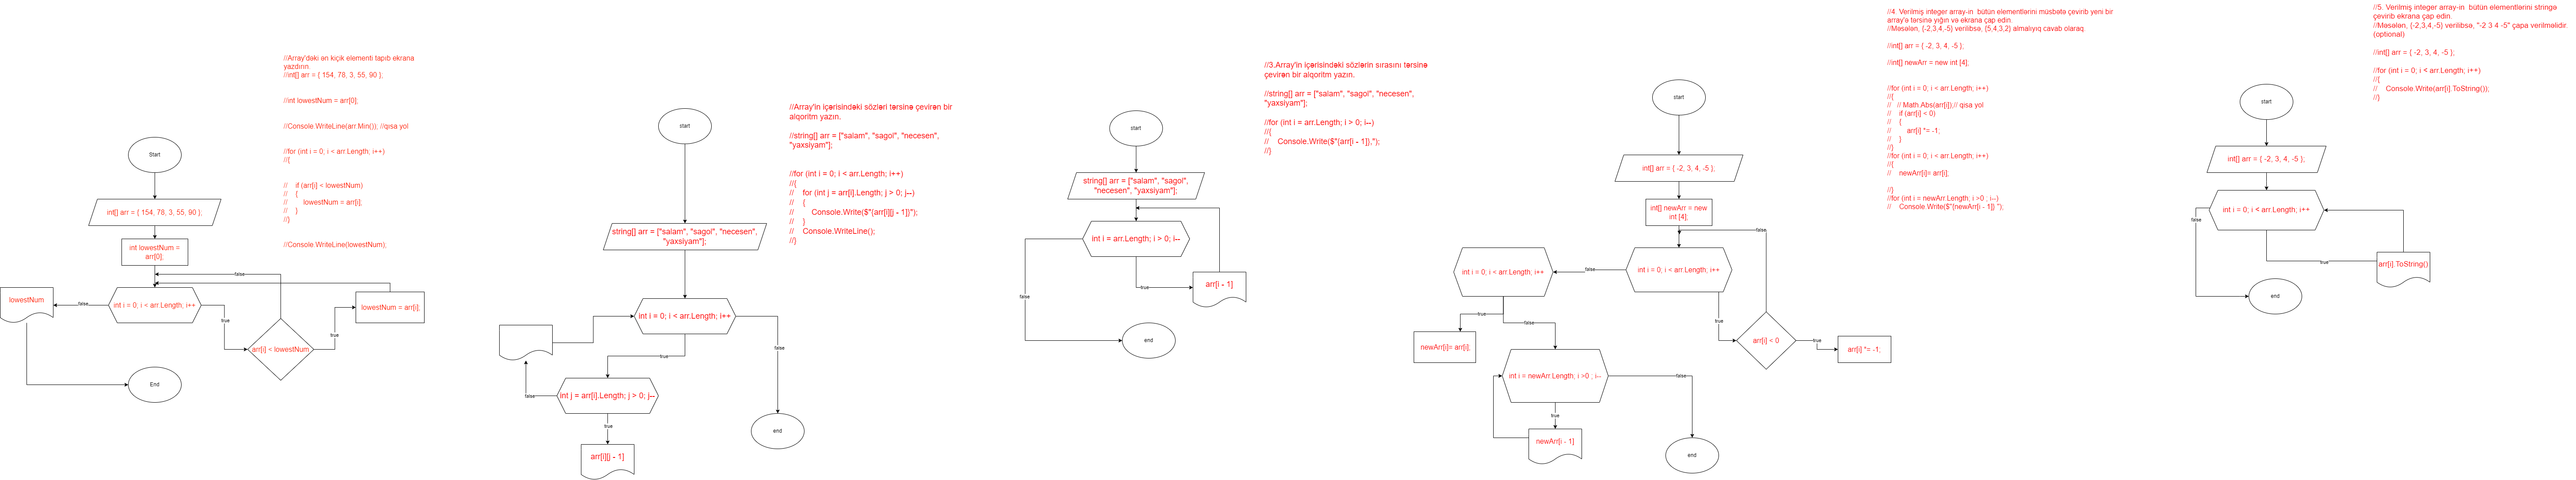 //Array'dəki ən kiçik elementi tapıb ekrana
yazdırın.
//int[] arr = { 154, 78, 3, 55, 90 };
//int lowestNum = arr[0];
//Console.WriteLine(arr.Min()); //qısa yol
//for (int i = 0; i < arr.Length; i++)
//{
//    if (arr[i] < lowestNum)
//    {
//        lowestNum = arr[i];
//    }
//}
//Console.WriteLine(lowestNum);
Start
int[] arr = { 154, 78, 3, 55, 90 };
int lowestNum =
arr[0];
false
lowestNum
false
int i = 0; i < arr.Length; i++
true
arr[i] < lowestNum
true
lowestNum = arr[i];
End
//Array'in içərisindəki sözləri tərsinə çevirən bir
alqoritm yazın.
//string[] arr = ["salam", "sagol", "necesen",
"yaxsiyam"];
//for (int i = 0; i < arr.Length; i++)
//{
//    for (int j = arr[i].Length; j > 0; j--)
//    {
//        Console.Write($"{arr[i][j - 1]}");
//    }
//    Console.WriteLine();
//}
start
string[] arr = ["salam", "sagol", "necesen",
"yaxsiyam"];
int i = 0; i < arr.Length; i++
false
true
int j = arr[i].Length; j > 0; j--
false
true
arr[i][j - 1]
end
//3.Array'in içərisindəki sözlərin sırasını tərsinə
çevirən bir alqoritm yazın.
//string[] arr = ["salam", "sagol", "necesen",
"yaxsiyam"];
//for (int i = arr.Length; i > 0; i--)
//{
//    Console.Write($"{arr[i - 1]},");
//}
start
string[] arr = ["salam", "sagol",
"necesen", "yaxsiyam"];
int i = arr.Length; i > 0; i--
true
arr[i - 1]
false
end
//4. Verilmiş integer array-in  bütün elementlərini müsbətə çevirib yeni bir
array'ə tərsinə yığın və ekrana çap edin.
//Məsələn, {-2,3,4,-5} verilibsə, {5,4,3,2} almalıyıq cavab olaraq.
//int[] arr = { -2, 3, 4, -5 };
//int[] newArr = new int [4];
//for (int i = 0; i < arr.Length; i++)
//{
//   // Math.Abs(arr[i]);// qısa yol
//    if (arr[i] < 0)
//    {
//        arr[i] *= -1;
//    }
//}
//for (int i = 0; i < arr.Length; i++)
//{
//    newArr[i]= arr[i];
//}
//for (int i = newArr.Length; i >0 ; i--)
//    Console.Write($"{newArr[i - 1]} ");
start
int[] arr = { -2, 3, 4, -5 };
int[] newArr = new
int [4];
false
int i = 0; i < arr.Length; i++
false
int i = 0; i < arr.Length; i++
true
newArr[i]= arr[i];
false
true
arr[i] < 0
true
arr[i] *= -1;
int i = newArr.Length; i >0 ; i--
false
true
newArr[i - 1]
end
//5. Verilmiş integer array-in  bütün elementlərini stringə
çevirib ekrana çap edin.
//Məsələn, {-2,3,4,-5} verilibsə, "-2 3 4 -5" çapa verilməlidir.
(optional)
//int[] arr = { -2, 3, 4, -5 };
//for (int i = 0; i < arr.Length; i++)
//{
//    Console.Write(arr[i].ToString());
//}
start
int[] arr = { -2, 3, 4, -5 };
int i = 0; i < arr.Length; i++
false
true
arr[i].ToString()
end